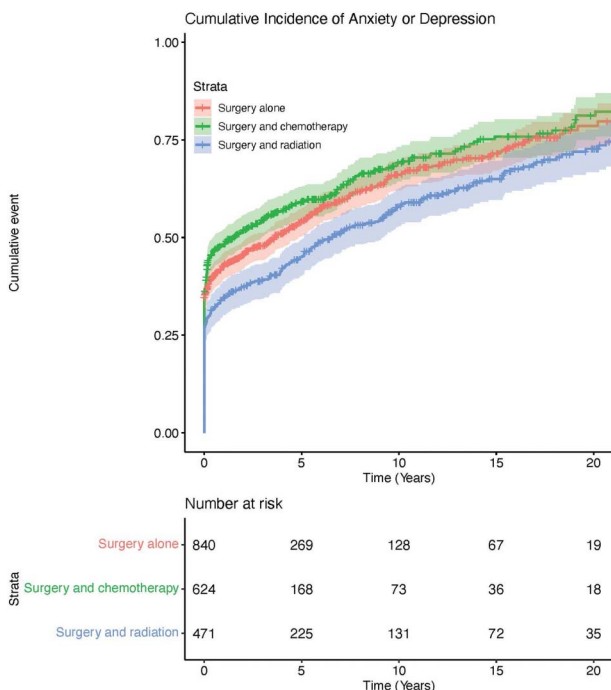 Cumulative Incidence of Anxiety or Depression
1.00
Strata
Surgery alone
Surgery and chemotherapy
Surgery and radiation
0.75
Cumulative event
0.50
0.25
0.00
0 5 10 15 20
Time (Years)
Number at risk
Strata
Surgery alone 840 269 128 67 19
Surgery and chemotherapy 624 168 73 36 18
Surgery and radiation 471 225 131 72 35
0 5 10 15 20
Time (Years)